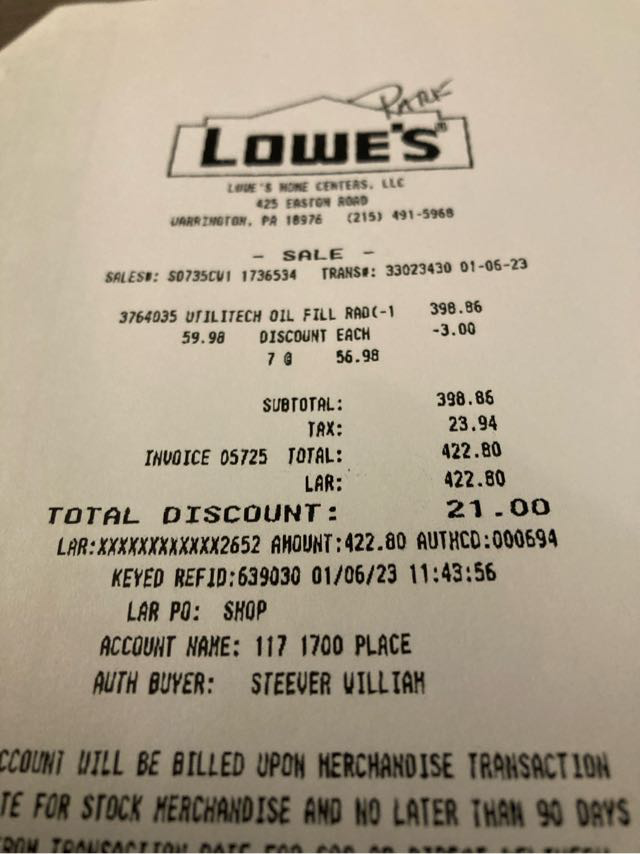 PARK
LOWE'S®
LOWE'S HOME CENTERS, LLC
425 EASTON ROAD
WARRINGTON, PA 18976 (215) 491-5968
- SALE -
SALES#: S0735CW1 1736534 TRANS#: 33023430 01-06-23
3764035 UTILITECH OIL FILL RAD(-1 398.86
59.98 DISCOUNT EACH -3.00
7 @ 56.98
SUBTOTAL: 398.86
TAX: 23.94
INVOICE 05725 TOTAL: 422.80
LAR: 422.80
TOTAL DISCOUNT: 21.00
LAR:XXXXXXXXXXXX2652 AMOUNT:422.80 AUTHCD:000694
KEYED REFID:639030 01/06/23 11:43:56
LAR PO: SHOP
ACCOUNT NAME: 117 1700 PLACE
AUTH BUYER: STEEVER WILLIAM
CCOUNT WILL BE BILLED UPON MERCHANDISE TRANSACTION
TE FOR STOCK MERCHANDISE AND NO LATER THAN 90 DAYS
ROM TRANSACTION DATE FOR